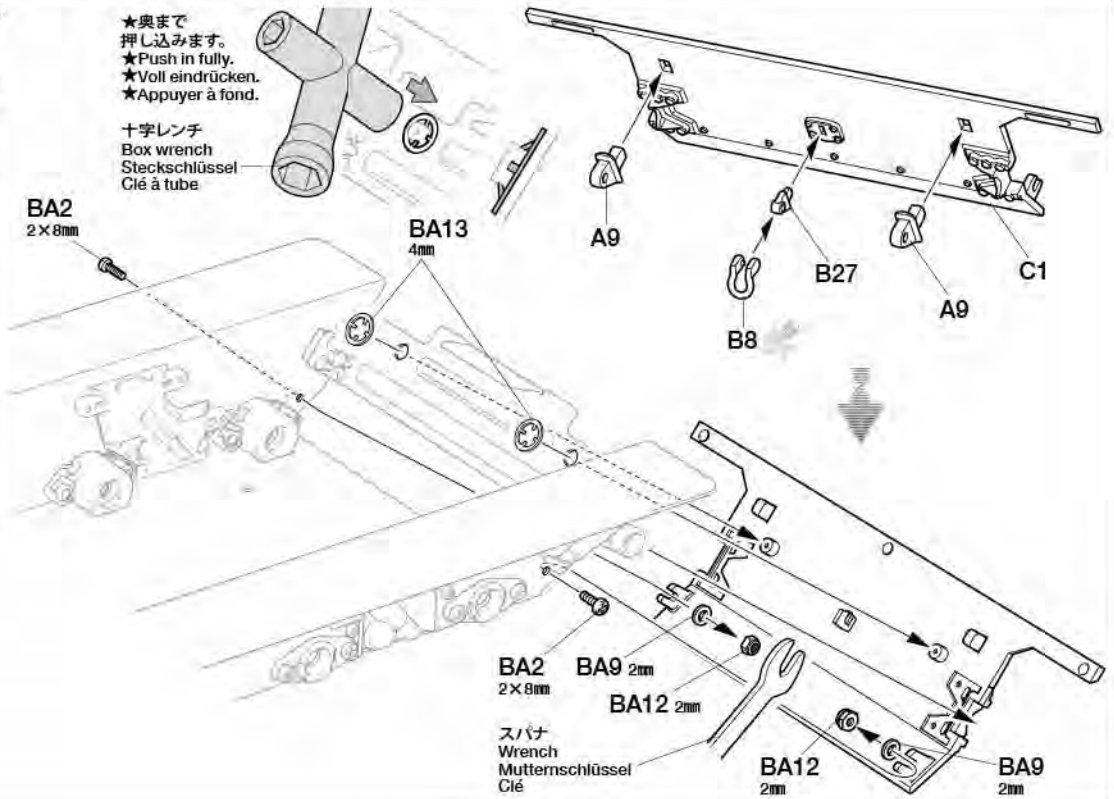 ★奥まで
押し込みます。
★Push in fully.
★Voll eindrücken.
★Appuyer à fond.
十字レンチ
Box wrench
Steckschlüssel
Clé à tube
BA2
2×8mm
BA13
4mm
A9
B27
B8
A9
C1
BA2
2×8mm
BA9 2mm
BA12 2mm
スパナ
Wrench
Mutternschlüssel
Clé
BA12
2mm
BA9
2mm